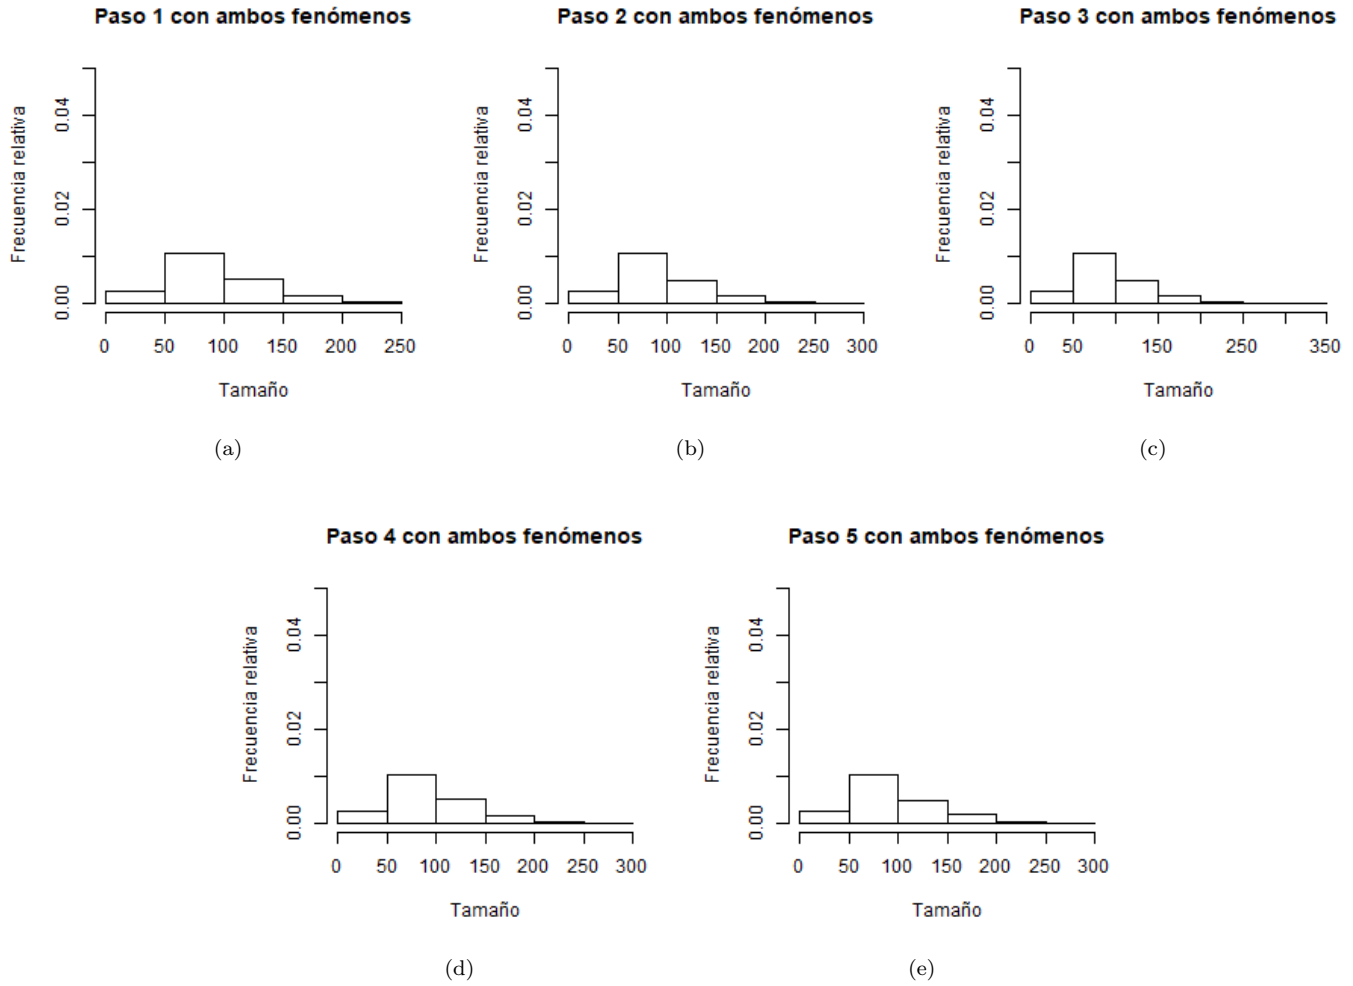 Paso 1 con ambos fenómenos
Frecuencia relativa
0.00 0.02 0.04
0 50 100 150 200 250
Tamaño
(a)
Paso 2 con ambos fenómenos
Frecuencia relativa
0.00 0.02 0.04
0 50 100 150 200 250 300
Tamaño
(b)
Paso 3 con ambos fenómenos
Frecuencia relativa
0.00 0.02 0.04
0 50 150 250 350
Tamaño
(c)
Paso 4 con ambos fenómenos
Frecuencia relativa
0.00 0.02 0.04
0 50 100 150 200 250 300
Tamaño
(d)
Paso 5 con ambos fenómenos
Frecuencia relativa
0.00 0.02 0.04
0 50 100 150 200 250 300
Tamaño
(e)